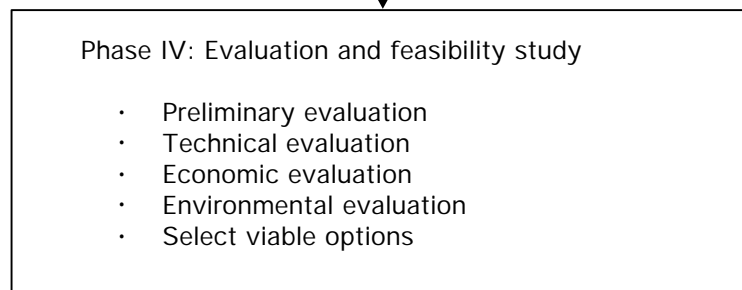 Phase IV: Evaluation and feasibility study
· Preliminary evaluation
· Technical evaluation
· Economic evaluation
· Environmental evaluation
· Select viable options